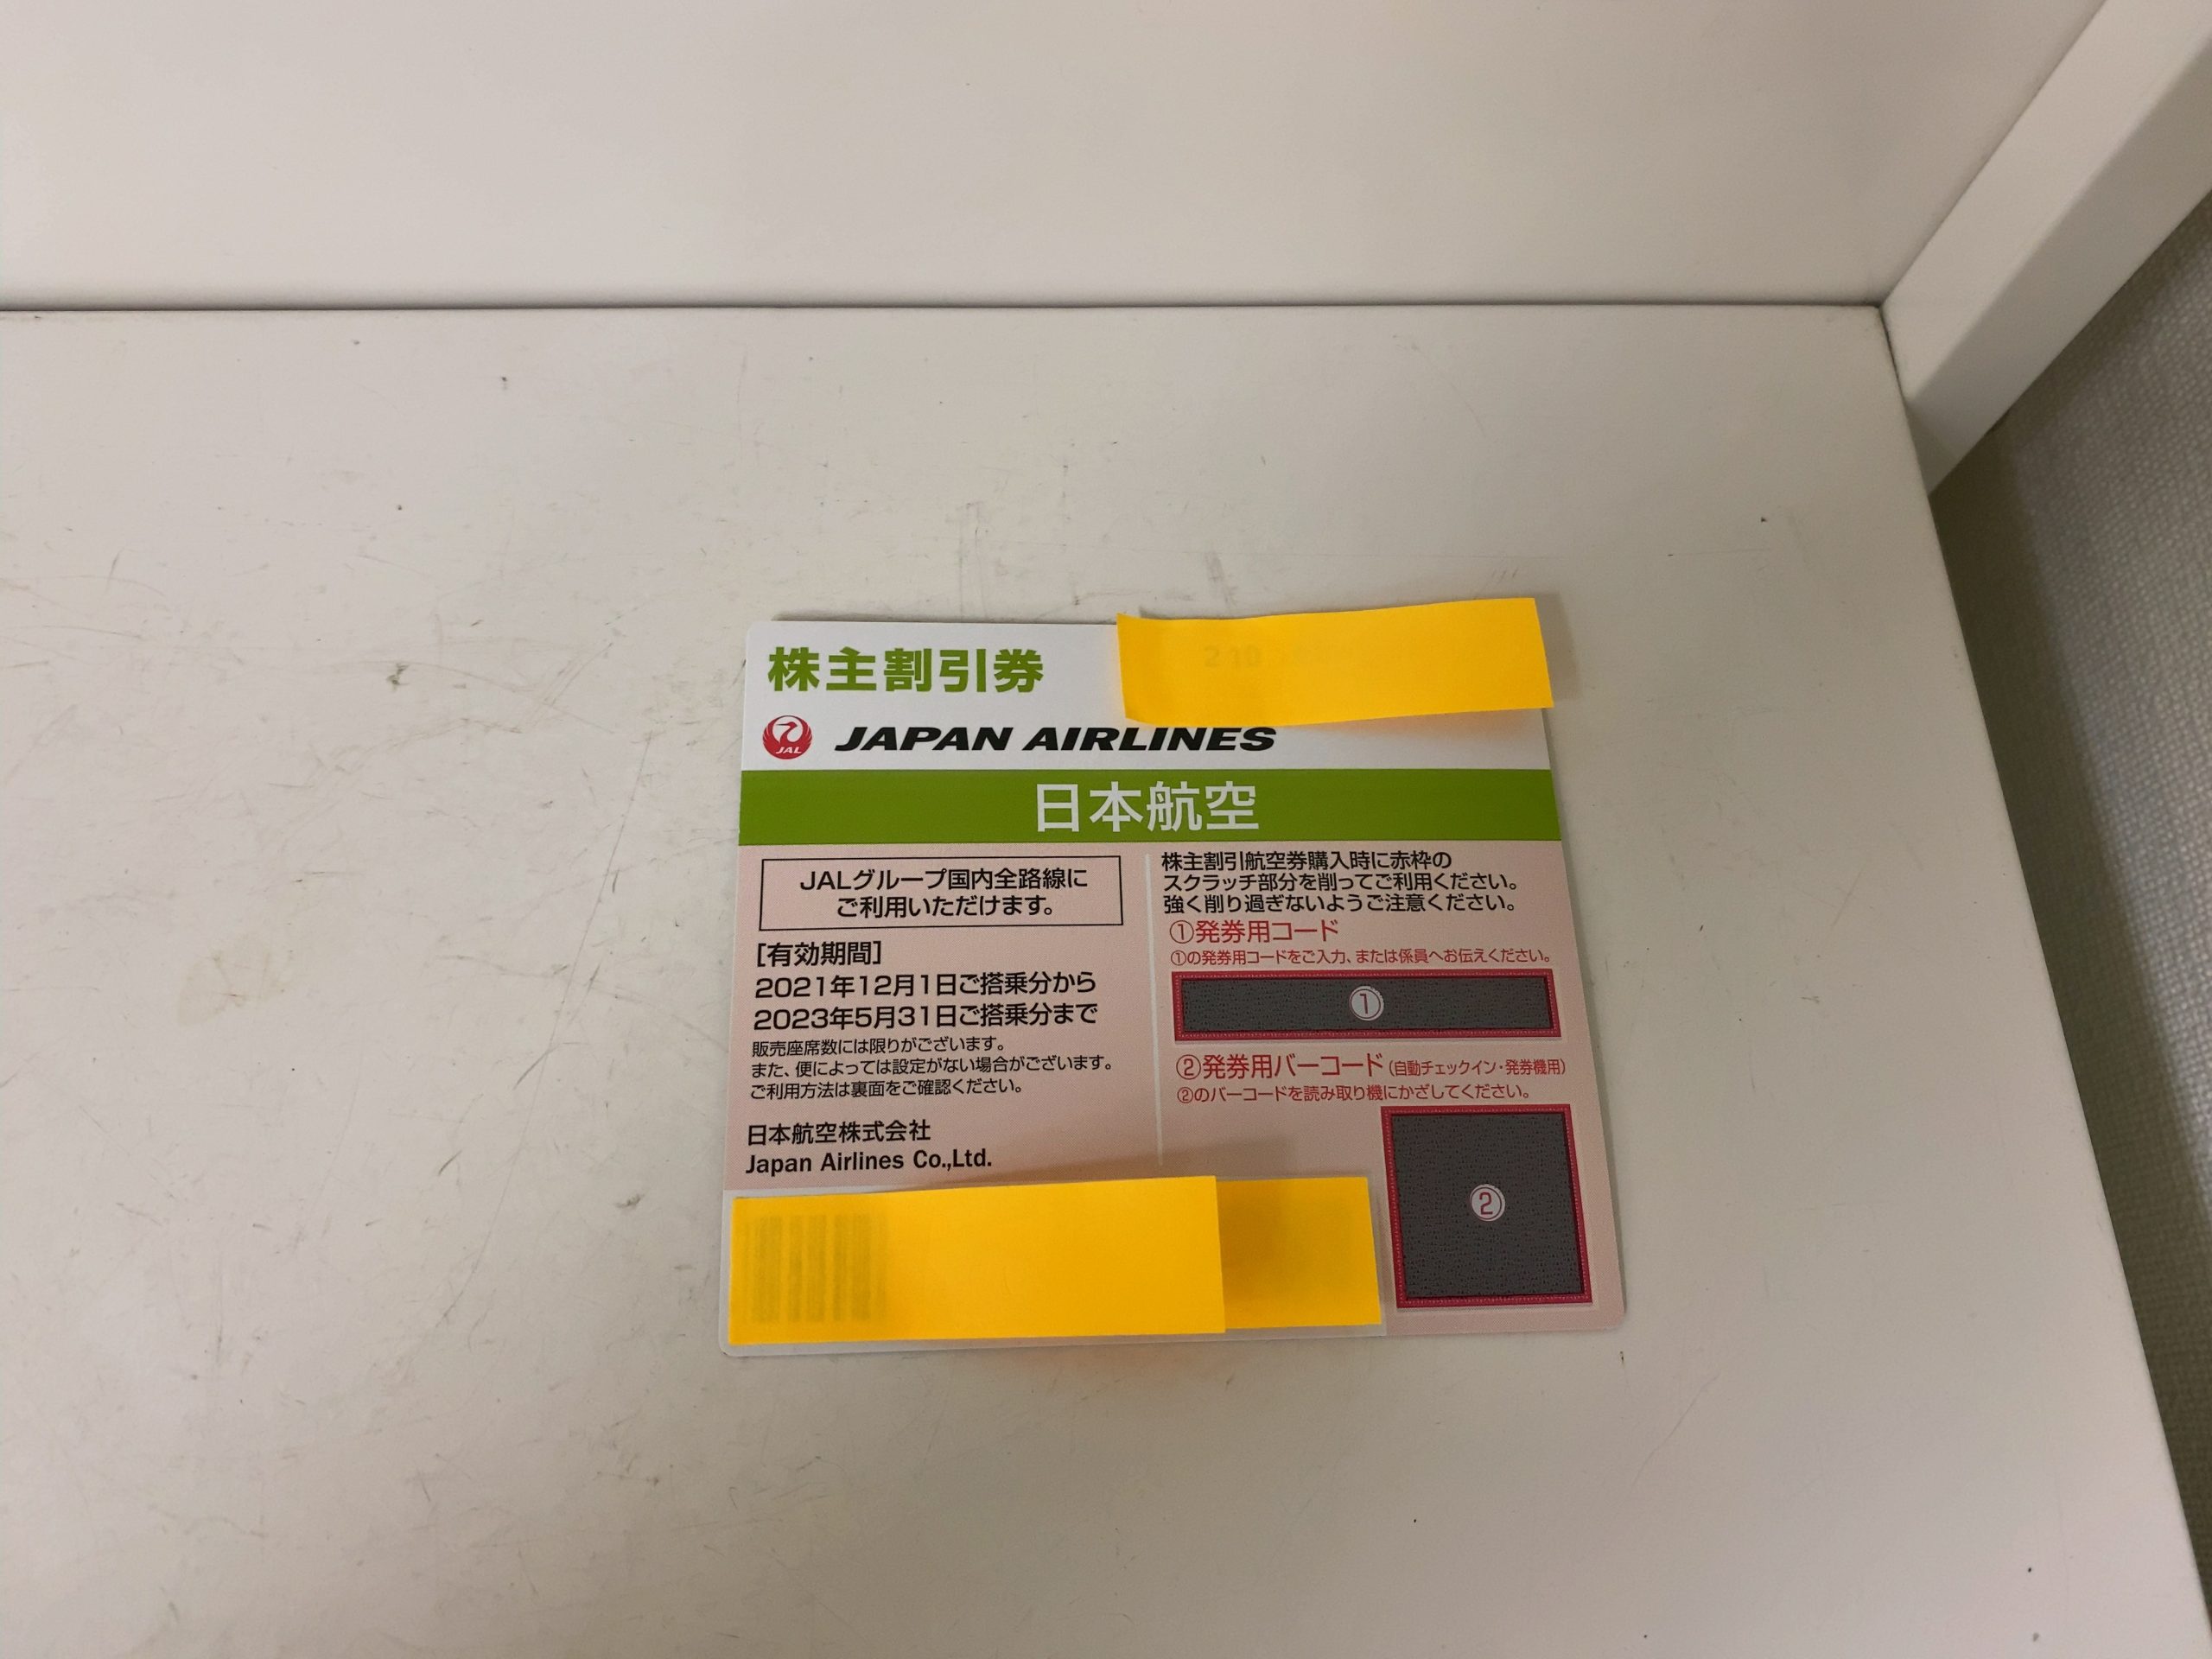 株主割引券
JAL JAPAN AIRLINES
日本航空
JALグループ国内全路線に
ご利用いただけます。
[有効期間]
2021年12月1日ご搭乗分から
2023年5月31日ご搭乗分まで
販売座席数には限りがございます。
また、便によっては設定がない場合がございます。
ご利用方法は裏面をご確認ください。
日本航空株式会社
Japan Airlines Co.,Ltd.
株主割引航空券購入時に赤枠の
スクラッチ部分を削ってご利用ください。
強く削り過ぎないようご注意ください。
①発券用コード
①の発券用コードをご入力、または係員へお伝えください。
①
②発券用バーコード(自動チェックイン・発券機用)
②のバーコードを読み取り機にかざしてください。
②